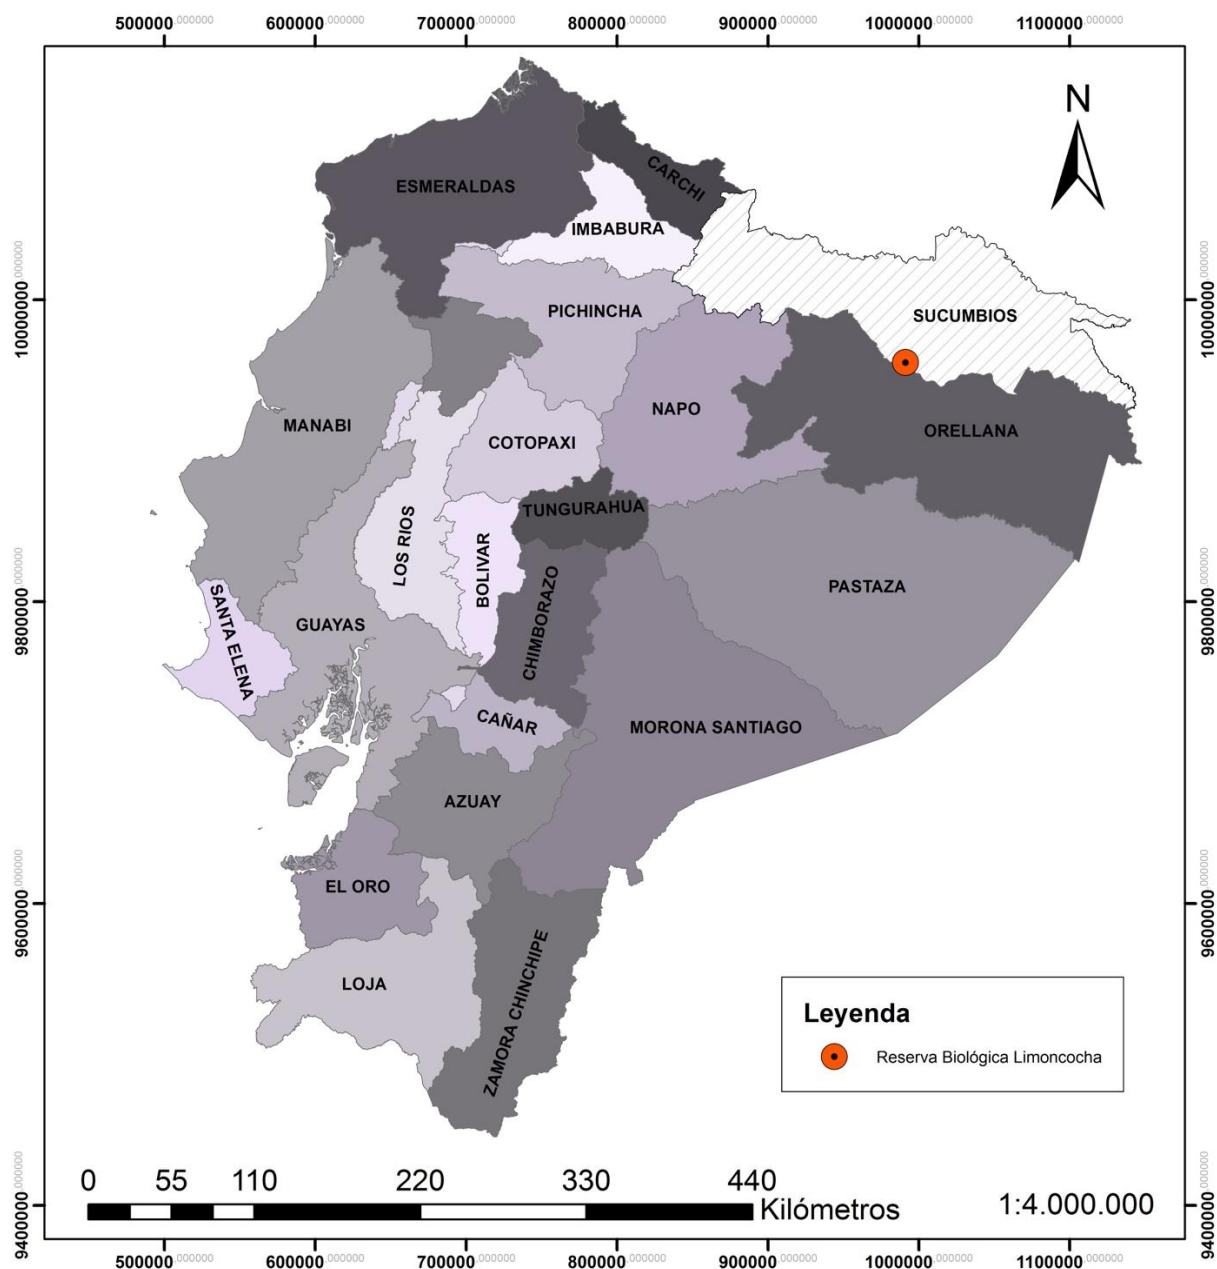 500000.000000 600000.000000 700000.000000 800000.000000 900000.000000 1000000.000000 1100000.000000
N
CARCHI
ESMERALDAS
IMBABURA
10000000.000000
10000000.000000
PICHINCHA
SUCUMBIOS
NAPO
MANABI
ORELLANA
COTOPAXI
TUNGURAHUA
LOS RIOS
BOLIVAR
PASTAZA
9800000.000000
9800000.000000
SANTA ELENA
GUAYAS
CHIMBORAZO
CAÑAR
MORONA SANTIAGO
AZUAY
EL ORO
9600000.000000
9600000.000000
LOJA
ZAMORA CHINCHIPE
Leyenda
Reserva Biológica Limoncocha
0 55 110 220 330 440
Kilómetros
1:4.000.000
9400000.000000
9400000.000000
500000.000000 600000.000000 700000.000000 800000.000000 900000.000000 1000000.000000 1100000.000000